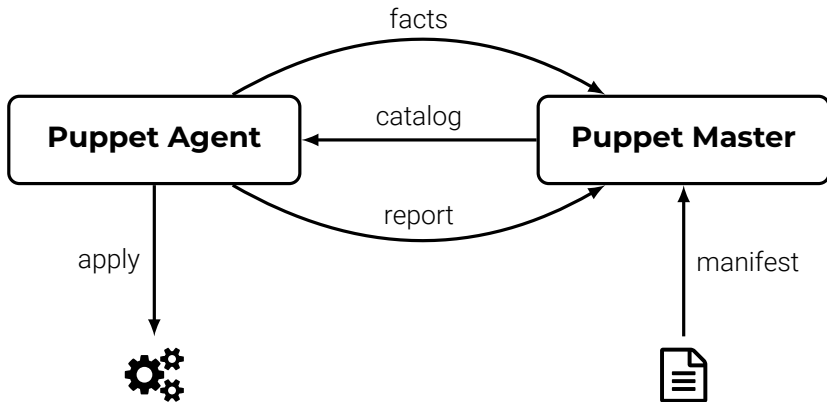 facts
Puppet Agent
catalog
Puppet Master
report
apply
manifest